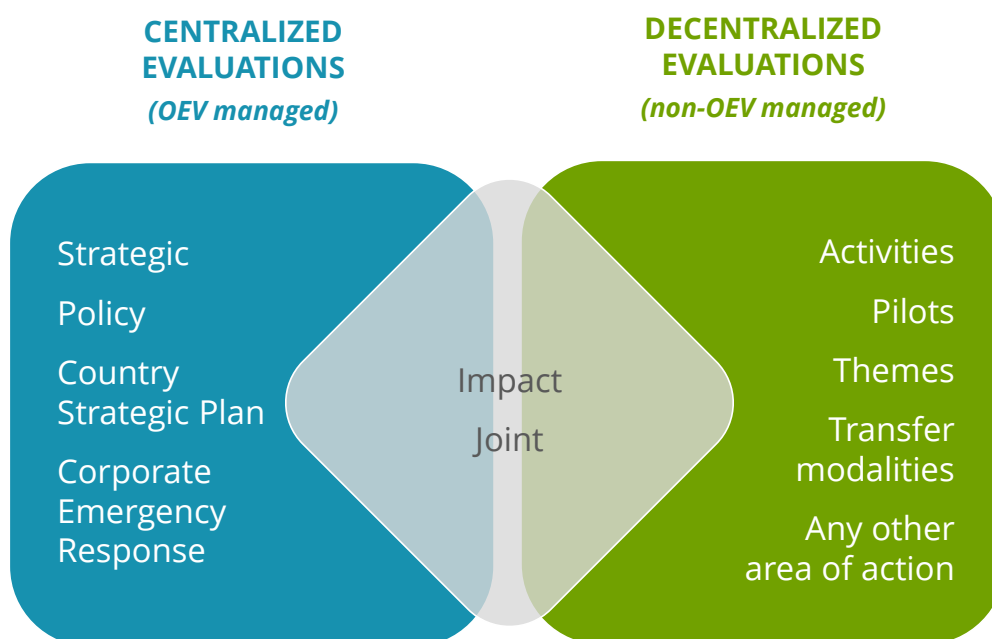 CENTRALIZED
EVALUATIONS
(OEV managed)
DECENTRALIZED
EVALUATIONS
(non-OEV managed)
Strategic
Policy
Country
Strategic Plan
Corporate
Emergency
Response
Impact
Joint
Activities
Pilots
Themes
Transfer
modalities
Any other
area of action